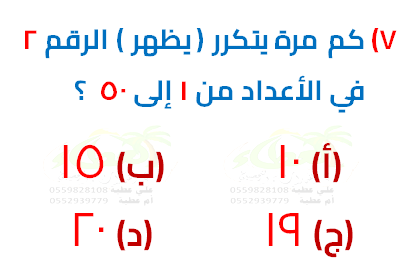 ٧) كم مرة يتكرر ( يظهر ) الرقم ٢
في الأعداد من ١ إلى ٥٠ ؟
(أ) ١٠ (ب) ١٥
علي عطية علي عطية
0559828108 0559828108
ام عطية ام عطية
0552939779 0552939779
(ج) ١٩ (د) ٢٠